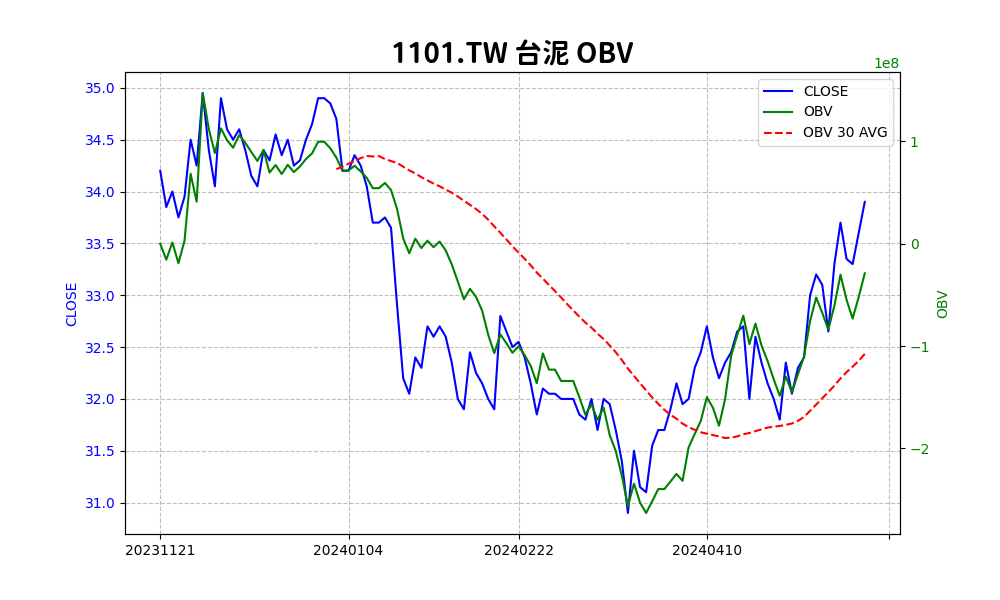 1101.TW 台泥 OBV
1e8
CLOSE
OBV
OBV 30 AVG
35.0
34.5
34.0
33.5
33.0
32.5
32.0
31.5
31.0
CLOSE
1
0
−1
−2
OBV
20231121
20240104
20240222
20240410